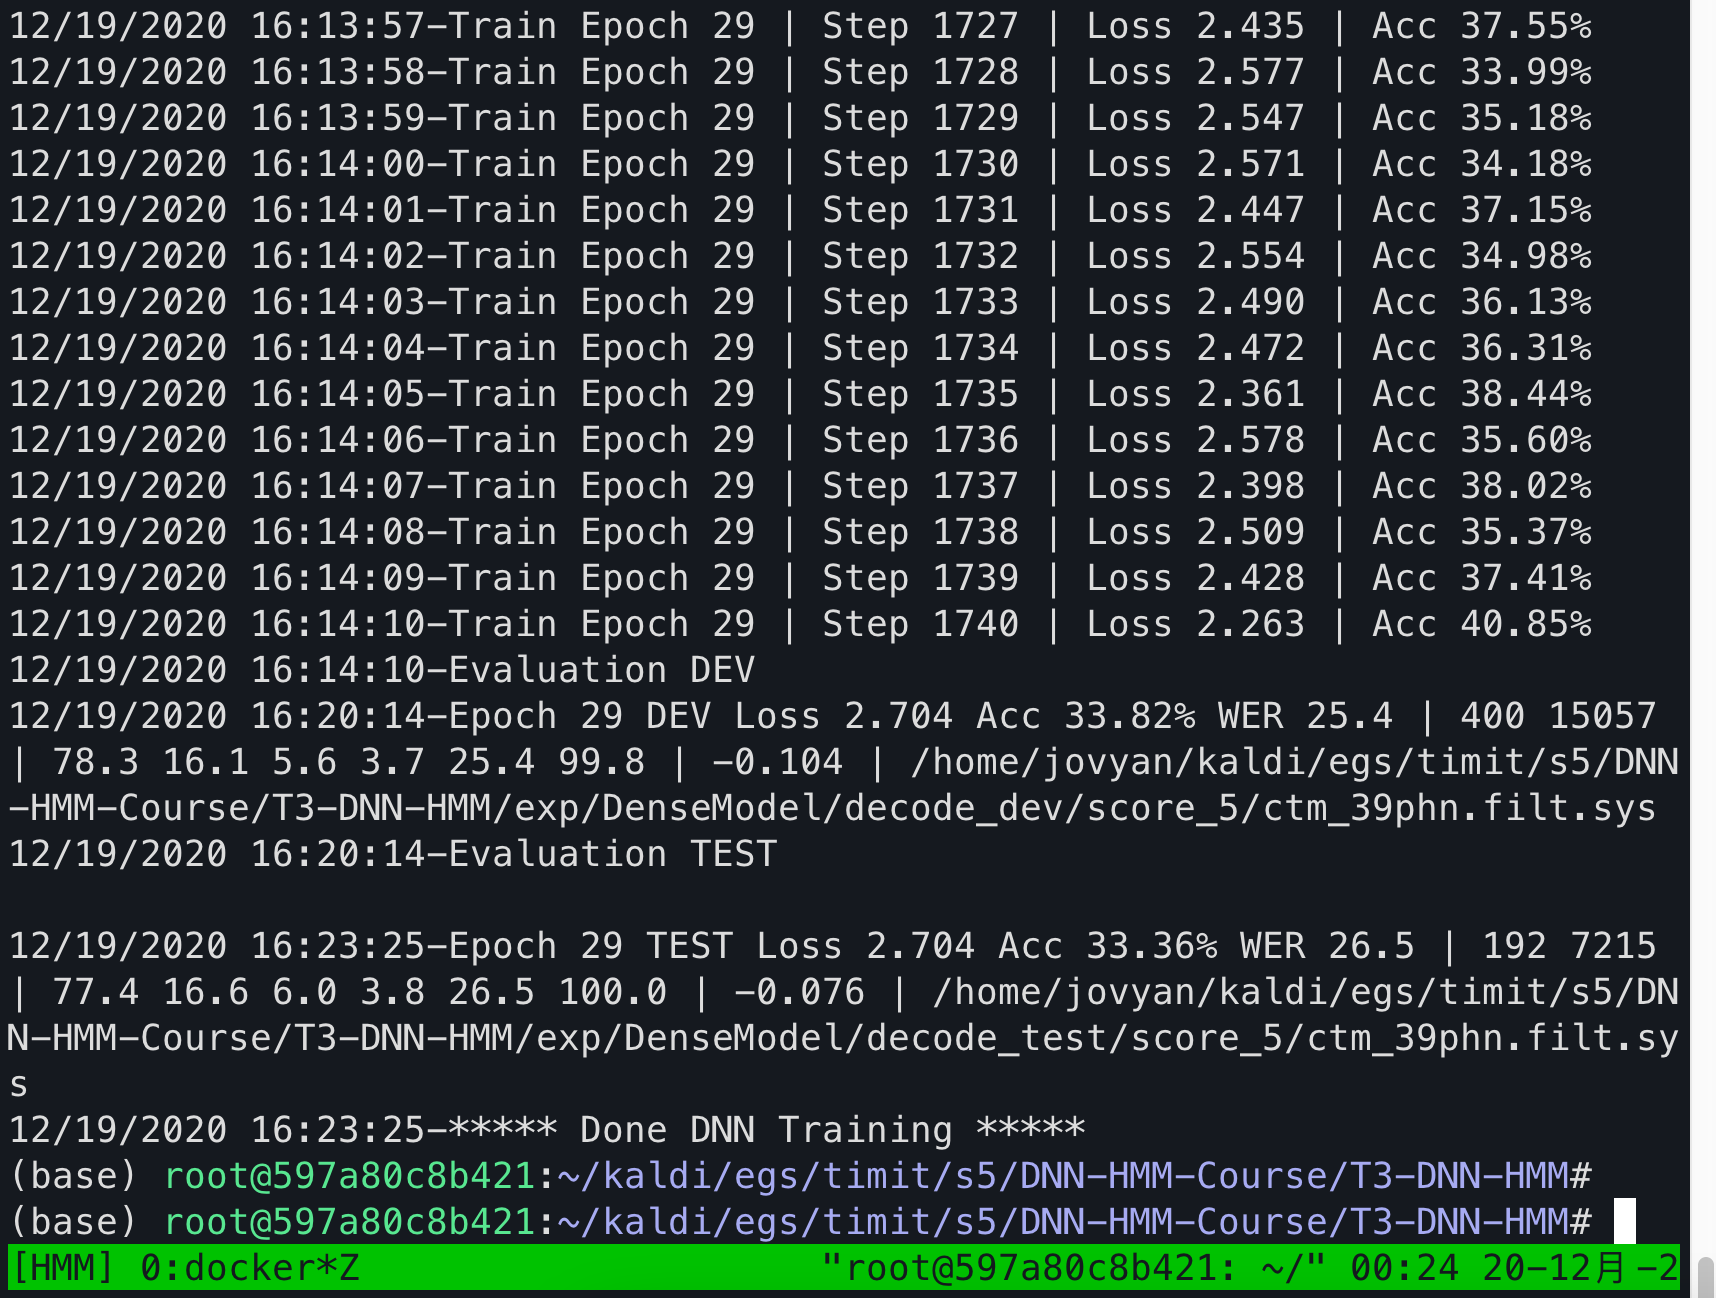 12/19/2020 16:13:57-Train Epoch 29 | Step 1727 | Loss 2.435 | Acc 37.55%
12/19/2020 16:13:58-Train Epoch 29 | Step 1728 | Loss 2.577 | Acc 33.99%
12/19/2020 16:13:59-Train Epoch 29 | Step 1729 | Loss 2.547 | Acc 35.18%
12/19/2020 16:14:00-Train Epoch 29 | Step 1730 | Loss 2.571 | Acc 34.18%
12/19/2020 16:14:01-Train Epoch 29 | Step 1731 | Loss 2.447 | Acc 37.15%
12/19/2020 16:14:02-Train Epoch 29 | Step 1732 | Loss 2.554 | Acc 34.98%
12/19/2020 16:14:03-Train Epoch 29 | Step 1733 | Loss 2.490 | Acc 36.13%
12/19/2020 16:14:04-Train Epoch 29 | Step 1734 | Loss 2.472 | Acc 36.31%
12/19/2020 16:14:05-Train Epoch 29 | Step 1735 | Loss 2.361 | Acc 38.44%
12/19/2020 16:14:06-Train Epoch 29 | Step 1736 | Loss 2.578 | Acc 35.60%
12/19/2020 16:14:07-Train Epoch 29 | Step 1737 | Loss 2.398 | Acc 38.02%
12/19/2020 16:14:08-Train Epoch 29 | Step 1738 | Loss 2.509 | Acc 35.37%
12/19/2020 16:14:09-Train Epoch 29 | Step 1739 | Loss 2.428 | Acc 37.41%
12/19/2020 16:14:10-Train Epoch 29 | Step 1740 | Loss 2.263 | Acc 40.85%
12/19/2020 16:14:10-Evaluation DEV
12/19/2020 16:20:14-Epoch 29 DEV Loss 2.704 Acc 33.82% WER 25.4 | 400 15057
| 78.3 16.1 5.6 3.7 25.4 99.8 | -0.104 | /home/jovyan/kaldi/egs/timit/s5/DNN
-HMM-Course/T3-DNN-HMM/exp/DenseModel/decode_dev/score_5/ctm_39phn.filt.sys
12/19/2020 16:20:14-Evaluation TEST
12/19/2020 16:23:25-Epoch 29 TEST Loss 2.704 Acc 33.36% WER 26.5 | 192 7215
| 77.4 16.6 6.0 3.8 26.5 100.0 | -0.076 | /home/jovyan/kaldi/egs/timit/s5/DN
N-HMM-Course/T3-DNN-HMM/exp/DenseModel/decode_test/score_5/ctm_39phn.filt.sy
s
12/19/2020 16:23:25-***** Done DNN Training *****
(base) root@597a80c8b421:~/kaldi/egs/timit/s5/DNN-HMM-Course/T3-DNN-HMM#
(base) root@597a80c8b421:~/kaldi/egs/timit/s5/DNN-HMM-Course/T3-DNN-HMM#
[HMM] 0:docker*Z "root@597a80c8b421: ~/" 00:24 20-12月-2